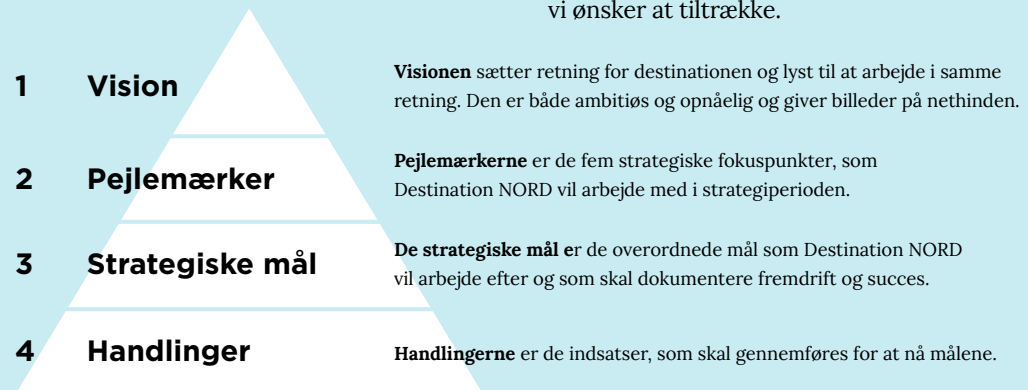 vi ønsker at tiltrække.
1 Vision
Visionen sætter retning for destinationen og lyst til at arbejde i samme
retning. Den er både ambitiøs og opnåelig og giver billeder på nethinden.
2 Pejlemærker
Pejlemærkerne er de fem strategiske fokuspunkter, som
Destination NORD vil arbejde med i strategiperioden.
3 Strategiske mål
De strategiske mål er de overordnede mål som Destination NORD
vil arbejde efter og som skal dokumentere fremdrift og succes.
4 Handlinger
Handlingerne er de indsatser, som skal gennemføres for at nå målene.